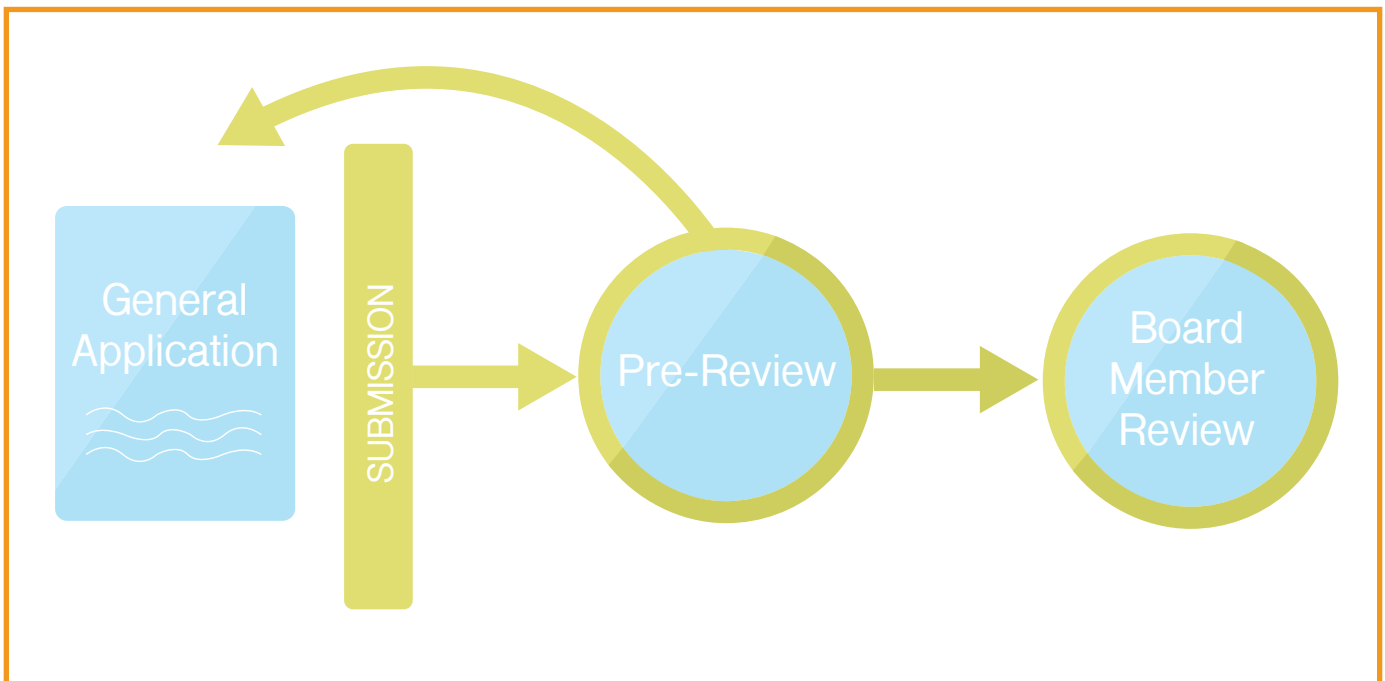 General
Application
SUBMISSION
Pre-Review
Board
Member
Review